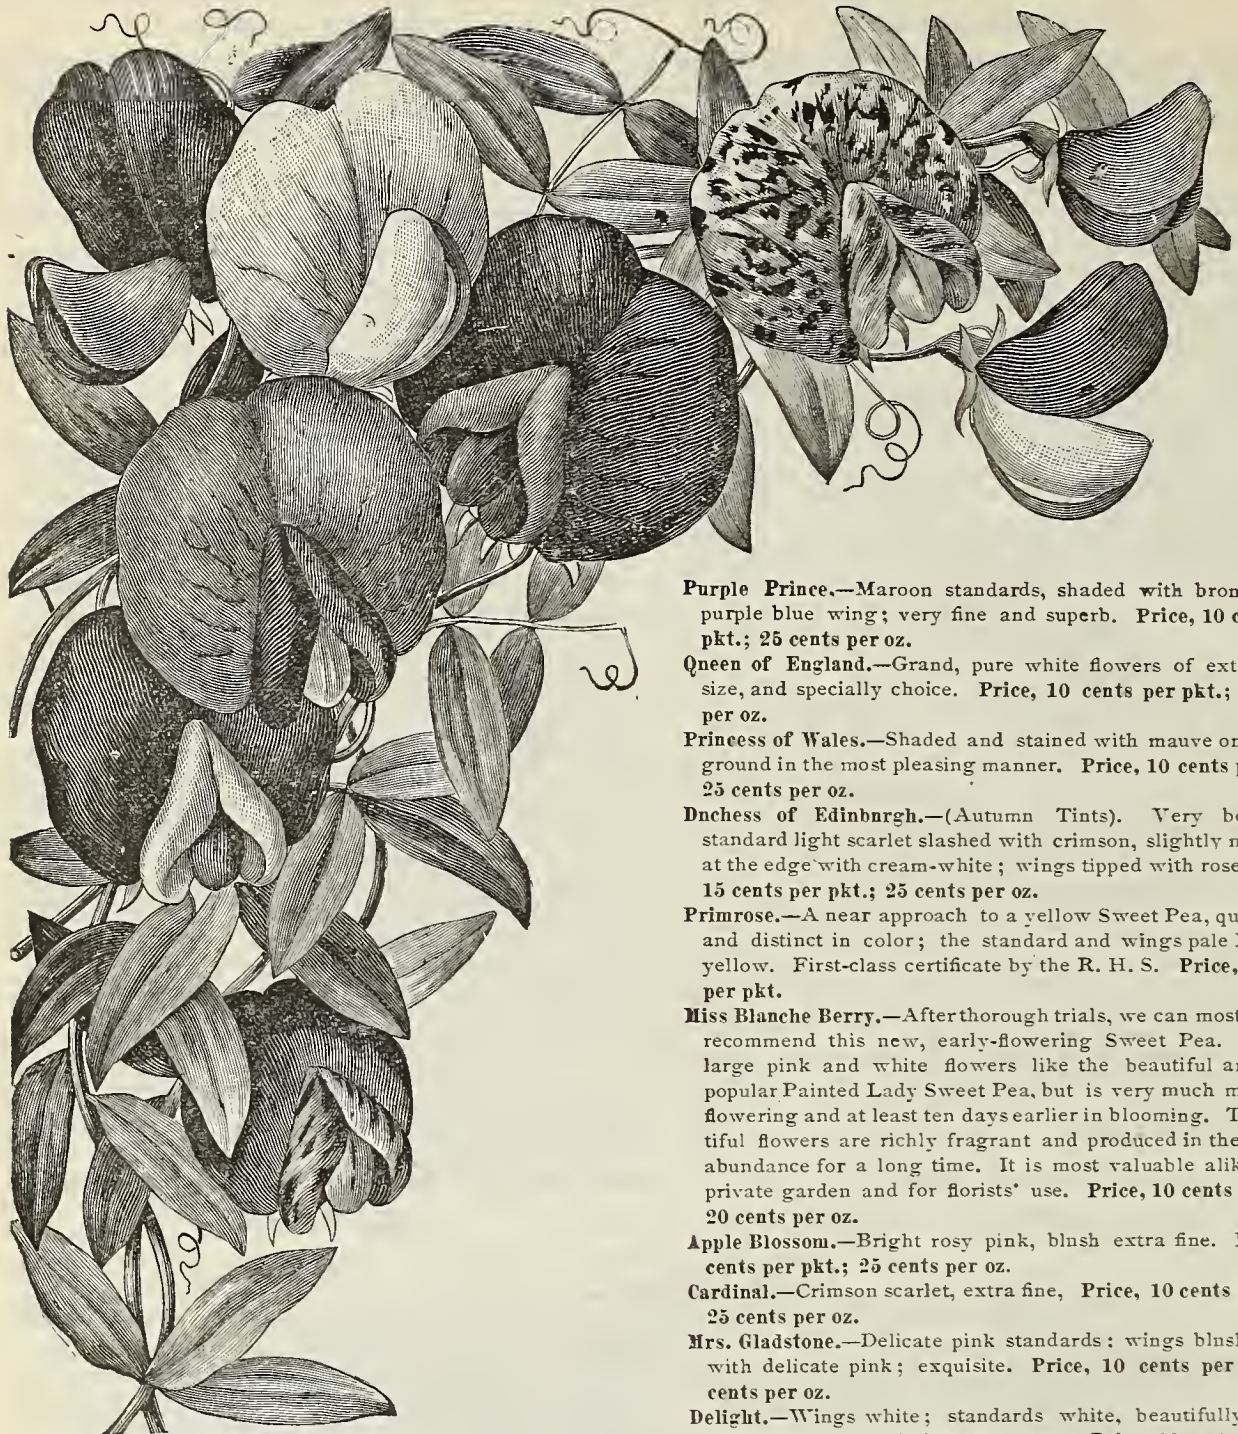 Purple Prince.—Maroon standards, shaded with bron
purple blue wing; very fine and superb. Price, 10 c
pkt.; 25 cents per oz.
Queen of England.—Grand, pure white flowers of ext
size, and specially choice. Price, 10 cents per pkt.;
per oz.
Princess of Wales.—Shaded and stained with mauve or
ground in the most pleasing manner. Price, 10 cents p
25 cents per oz.
Duchess of Edinburgh.—(Autumn Tints). Very be
standard light scarlet slashed with crimson, slightly m
at the edge with cream-white; wings tipped with rose
15 cents per pkt.; 25 cents per oz.
Primrose.—A near approach to a yellow Sweet Pea, qu
and distinct in color; the standard and wings pale
yellow. First-class certificate by the R. H. S. Price,
per pkt.
Miss Blanche Berry.—After thorough trials, we can most
recommend this new, early-flowering Sweet Pea.
large pink and white flowers like the beautiful a
popular Painted Lady Sweet Pea, but is very much m
flowering and at least ten days earlier in blooming. T
tiful flowers are richly fragrant and produced in the
abundance for a long time. It is most valuable alik
private garden and for florists' use. Price, 10 cents
20 cents per oz.
Apple Blossom.—Bright rosy pink, blush extra fine.
cents per pkt.; 25 cents per oz.
Cardinal.—Crimson scarlet, extra fine, Price, 10 cents
25 cents per oz.
Mrs. Gladstone.—Delicate pink standards: wings blush
with delicate pink; exquisite. Price, 10 cents per
cents per oz.
Delight.—Wings white; standards white, beautifully